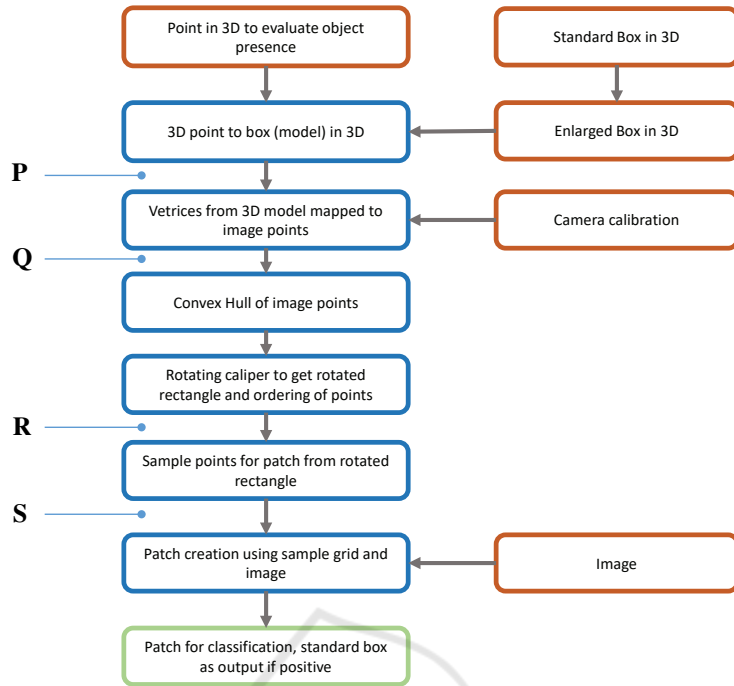 Point in 3D to evaluate object
presence
Standard Box in 3D
3D point to box (model) in 3D
Enlarged Box in 3D
P
Vetrices from 3D model mapped to
image points
Camera calibration
Q
Convex Hull of image points
Rotating caliper to get rotated
rectangle and ordering of points
R
Sample points for patch from rotated
rectangle
S
Patch creation using sample grid and
image
Image
Patch for classification, standard box
as output if positive